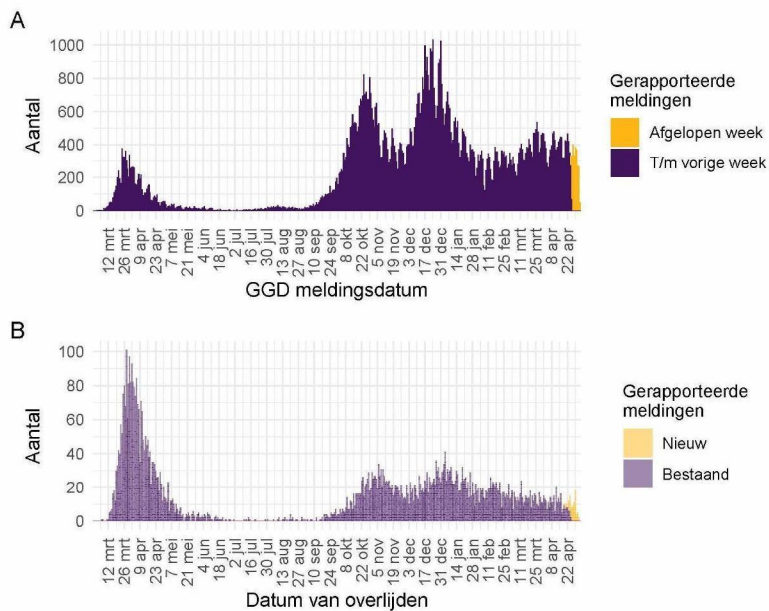 A
Aantal
1000
800
600
400
200
0
12 mrt
26 mrt
9 apr
23 apr
7 mei
21 mei
4 jun
18 jun
2 jul
16 jul
30 jul
13 aug
27 aug
10 sep
24 sep
8 okt
22 okt
5 nov
19 nov
3 dec
17 dec
31 dec
14 jan
28 jan
11 feb
25 feb
11 mrt
25 mrt
8 apr
22 apr
GGD meldingsdatum
Gerapporteerde
meldingen
Afgelopen week
T/m vorige week
B
Aantal
100
80
60
40
20
0
12 mrt
26 mrt
9 apr
23 apr
7 mei
21 mei
4 jun
18 jun
2 jul
16 jul
30 jul
13 aug
27 aug
10 sep
24 sep
8 okt
22 okt
5 nov
19 nov
3 dec
17 dec
31 dec
14 jan
28 jan
11 feb
25 feb
11 mrt
25 mrt
8 apr
22 apr
Datum van overlijden
Gerapporteerde
meldingen
Nieuw
Bestaand